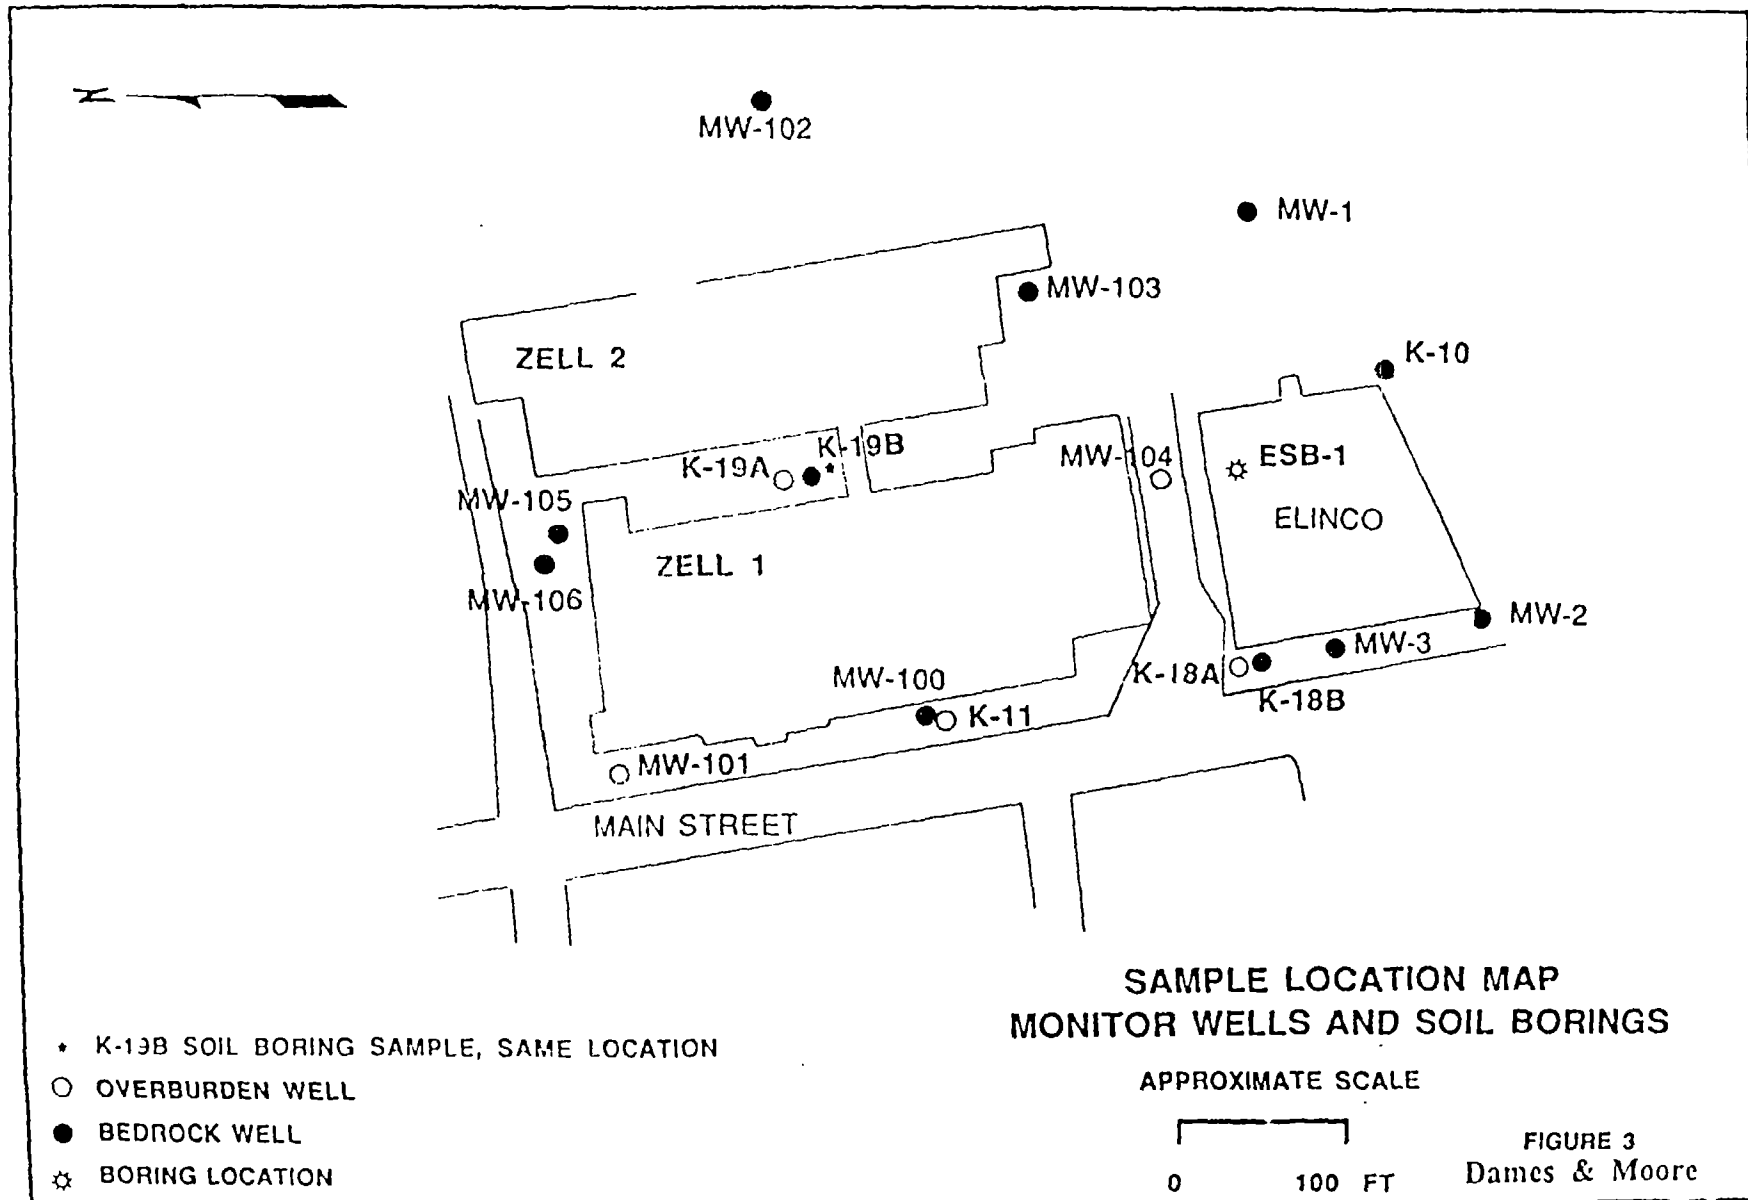 N
MW-102
MW-1
MW-103
ZELL 2
K-10
K-19B
K-19A
MW-104
ESB-1
MW-105
ELINCO
ZELL 1
MW-106
MW-2
MW-3
K-18A
MW-100
K-18B
K-11
MW-101
MAIN STREET
SAMPLE LOCATION MAP
MONITOR WELLS AND SOIL BORINGS
APPROXIMATE SCALE
0 100 FT
* K-19B SOIL BORING SAMPLE, SAME LOCATION
OVERBURDEN WELL
BEDROCK WELL
BORING LOCATION
FIGURE 3
Dames & Moore